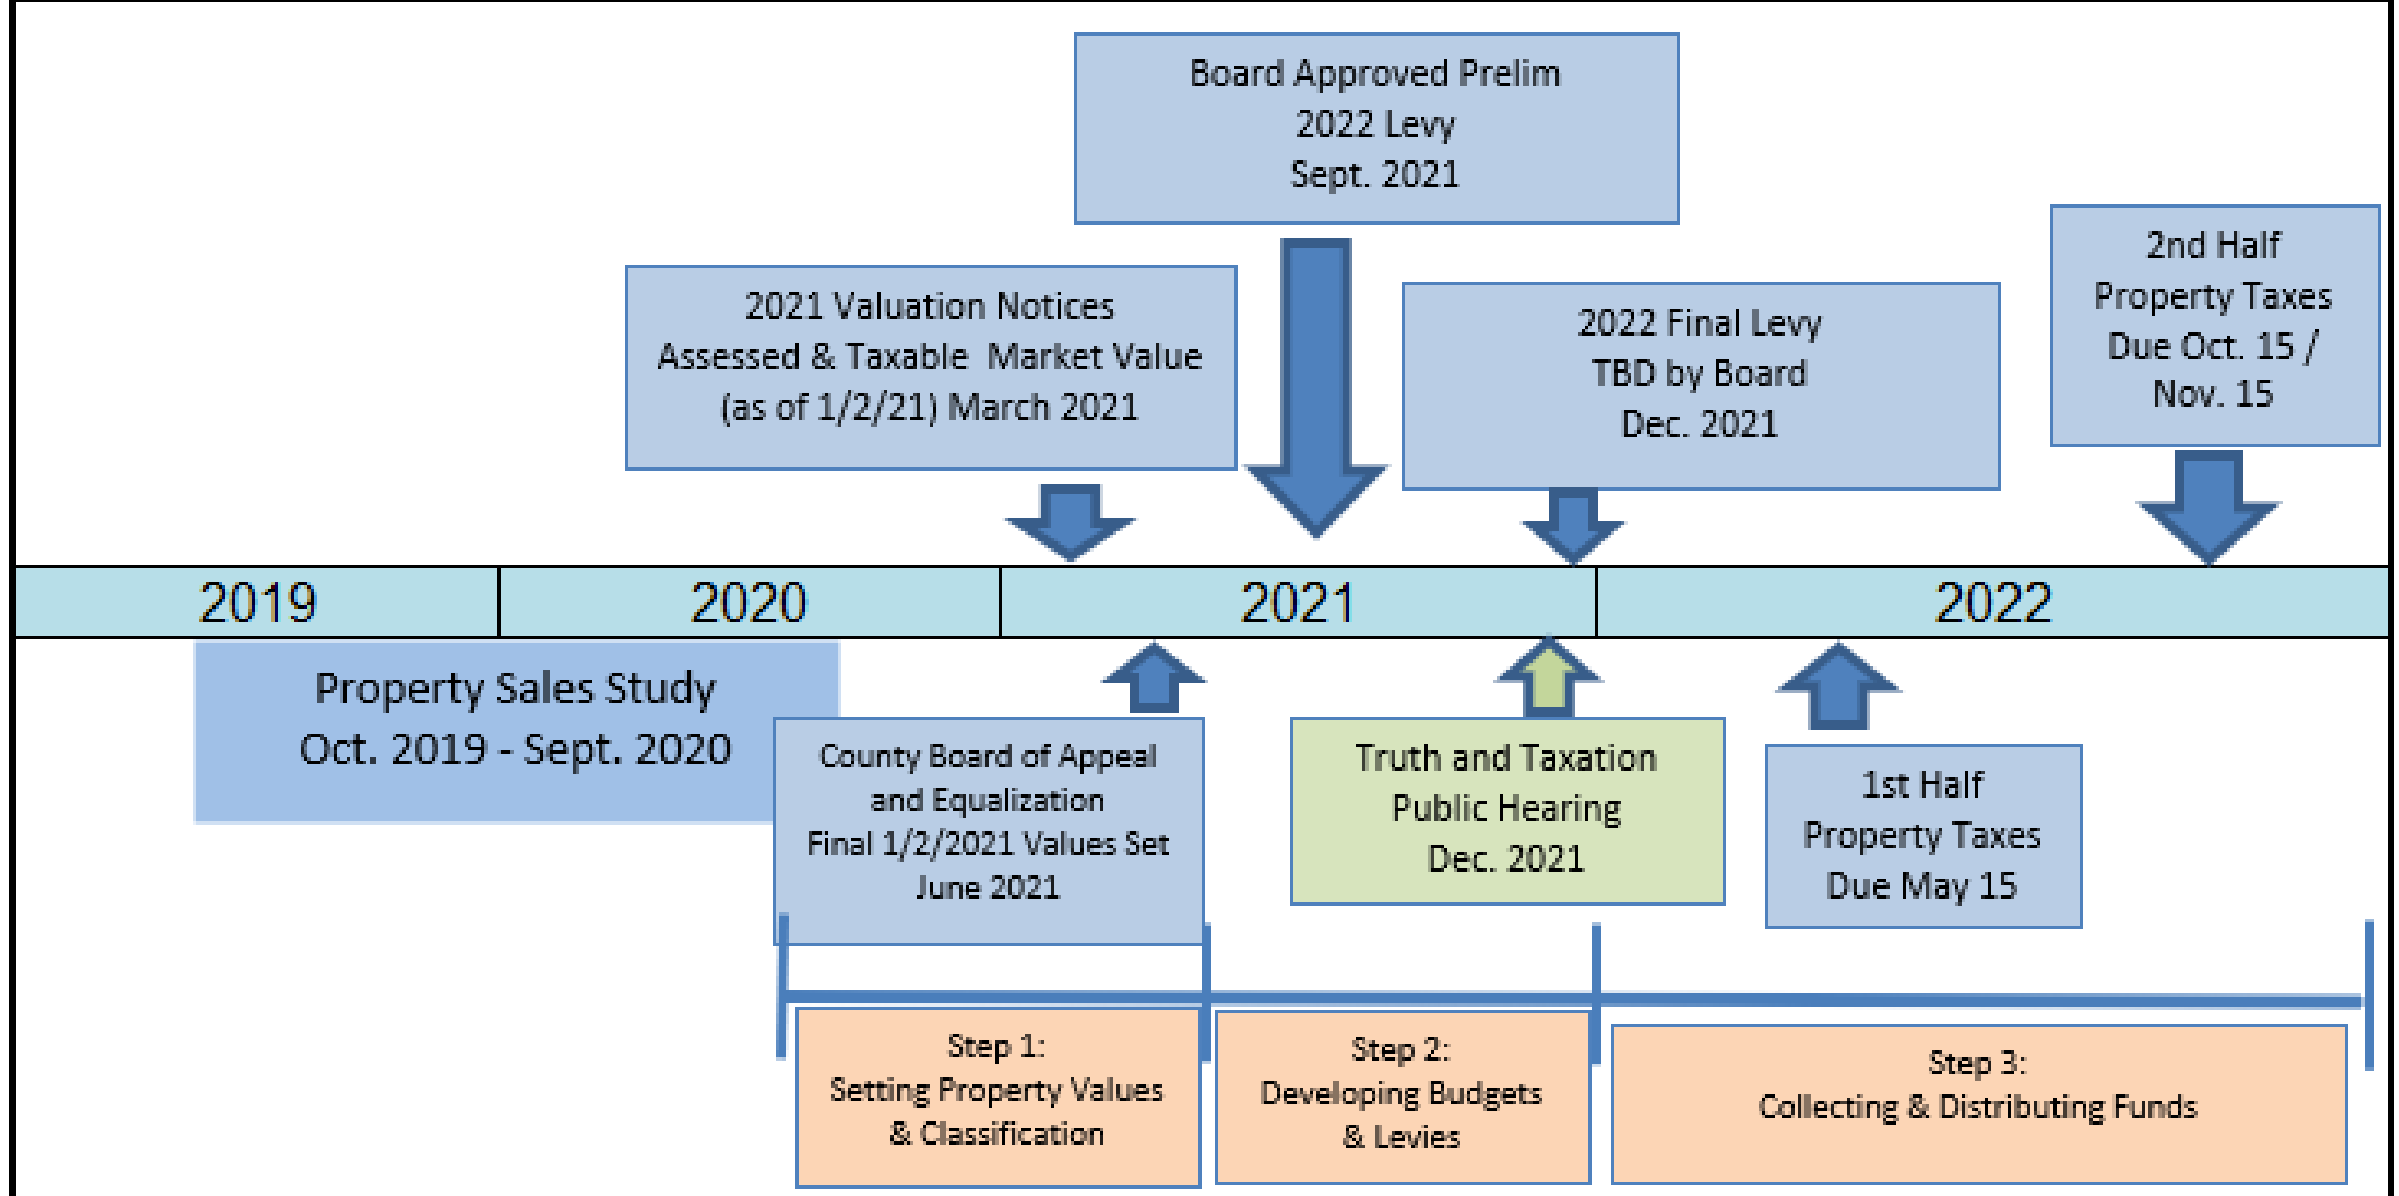 Board Approved Prelim
2022 Levy
Sept. 2021
2nd Half
Property Taxes
Due Oct. 15 /
Nov. 15
2021 Valuation Notices
Assessed & Taxable Market Value
(as of 1/2/21) March 2021
2022 Final Levy
TBD by Board
Dec. 2021
2019
2020
2021
2022
Property Sales Study
Oct. 2019 - Sept. 2020
County Board of Appeal
and Equalization
Final 1/2/2021 Values Set
June 2021
Truth and Taxation
Public Hearing
Dec. 2021
1st Half
Property Taxes
Due May 15
Step 1:
Setting Property Values
& Classification
Step 2:
Developing Budgets
& Levies
Step 3:
Collecting & Distributing Funds